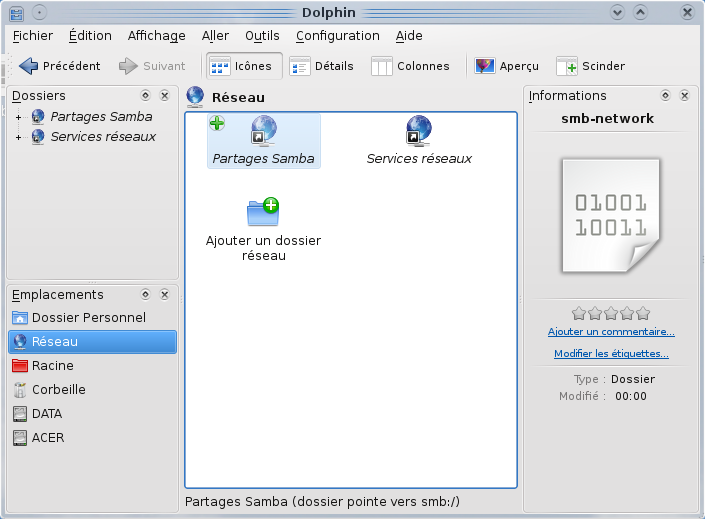 Dolphin
Fichier Édition Affichage Aller Outils Configuration Aide
Précédent Suivant Icônes Détails Colonnes Aperçu Scinder
Dossiers
Partages Samba
Services réseaux
Emplacements
Dossier Personnel
Réseau
Racine
Corbeille
DATA
ACER
Réseau
Partages Samba Services réseaux
Ajouter un dossier
réseau
Partages Samba (dossier pointe vers smb:/)
Informations
smb-network
01001
10011
Ajouter un commentaire...
Modifier les étiquettes...
Type : Dossier
Modifié : 00:00